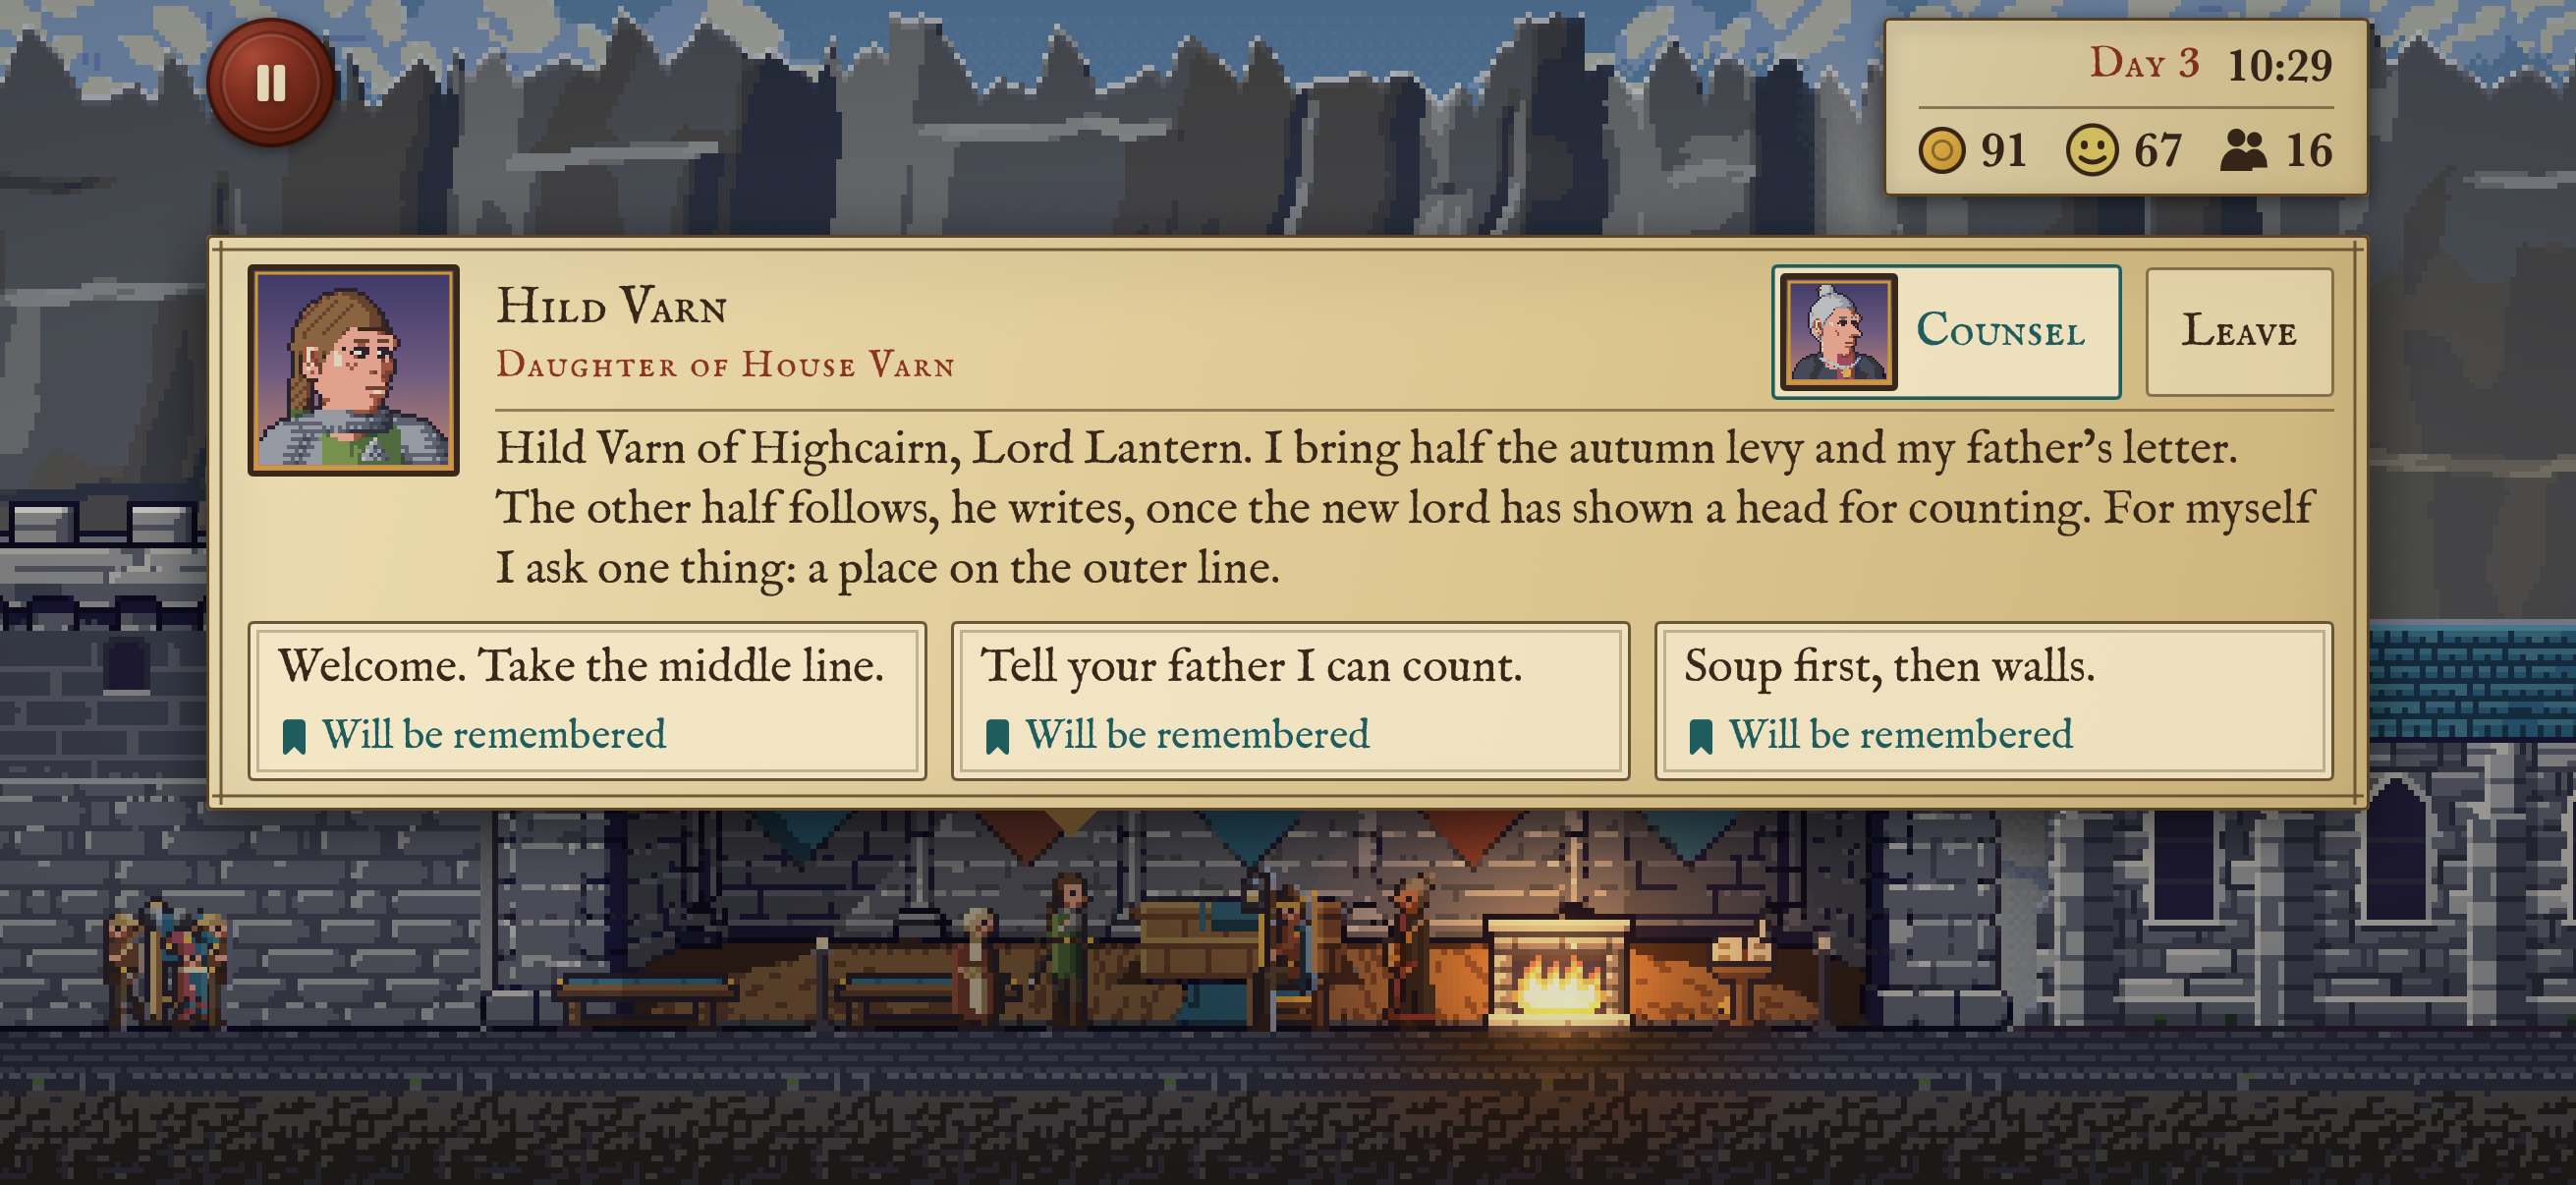 Day 3 10:29
91 67 16
Hild Varn
Daughter of House Varn
Counsel
Leave
Hild Varn of Highcairn, Lord Lantern. I bring half the autumn levy and my father’s letter.
The other half follows, he writes, once the new lord has shown a head for counting. For myself
I ask one thing: a place on the outer line.
Welcome. Take the middle line.
Will be remembered
Tell your father I can count.
Will be remembered
Soup first, then walls.
Will be remembered